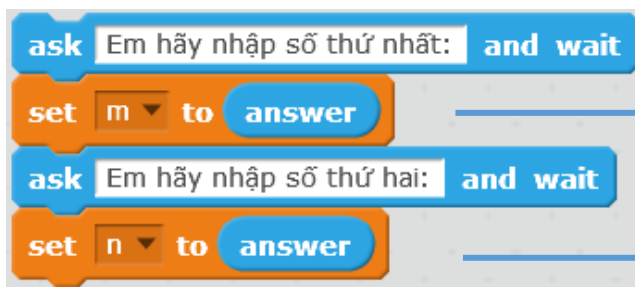 ask Em hãy nhập số thứ nhất: and wait
set m to answer
ask Em hãy nhập số thứ hai: and wait
set n to answer